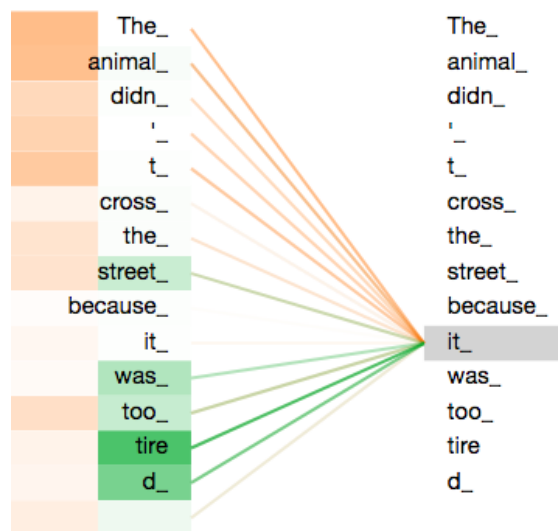 The_ The_
animal_ animal_
didn_ didn_
'_ '_
t_ t_
cross_ cross_
the_ the_
street_ street_
because_ because_
it_ it_
was_ was_
too_ too_
tire tire
d_ d_